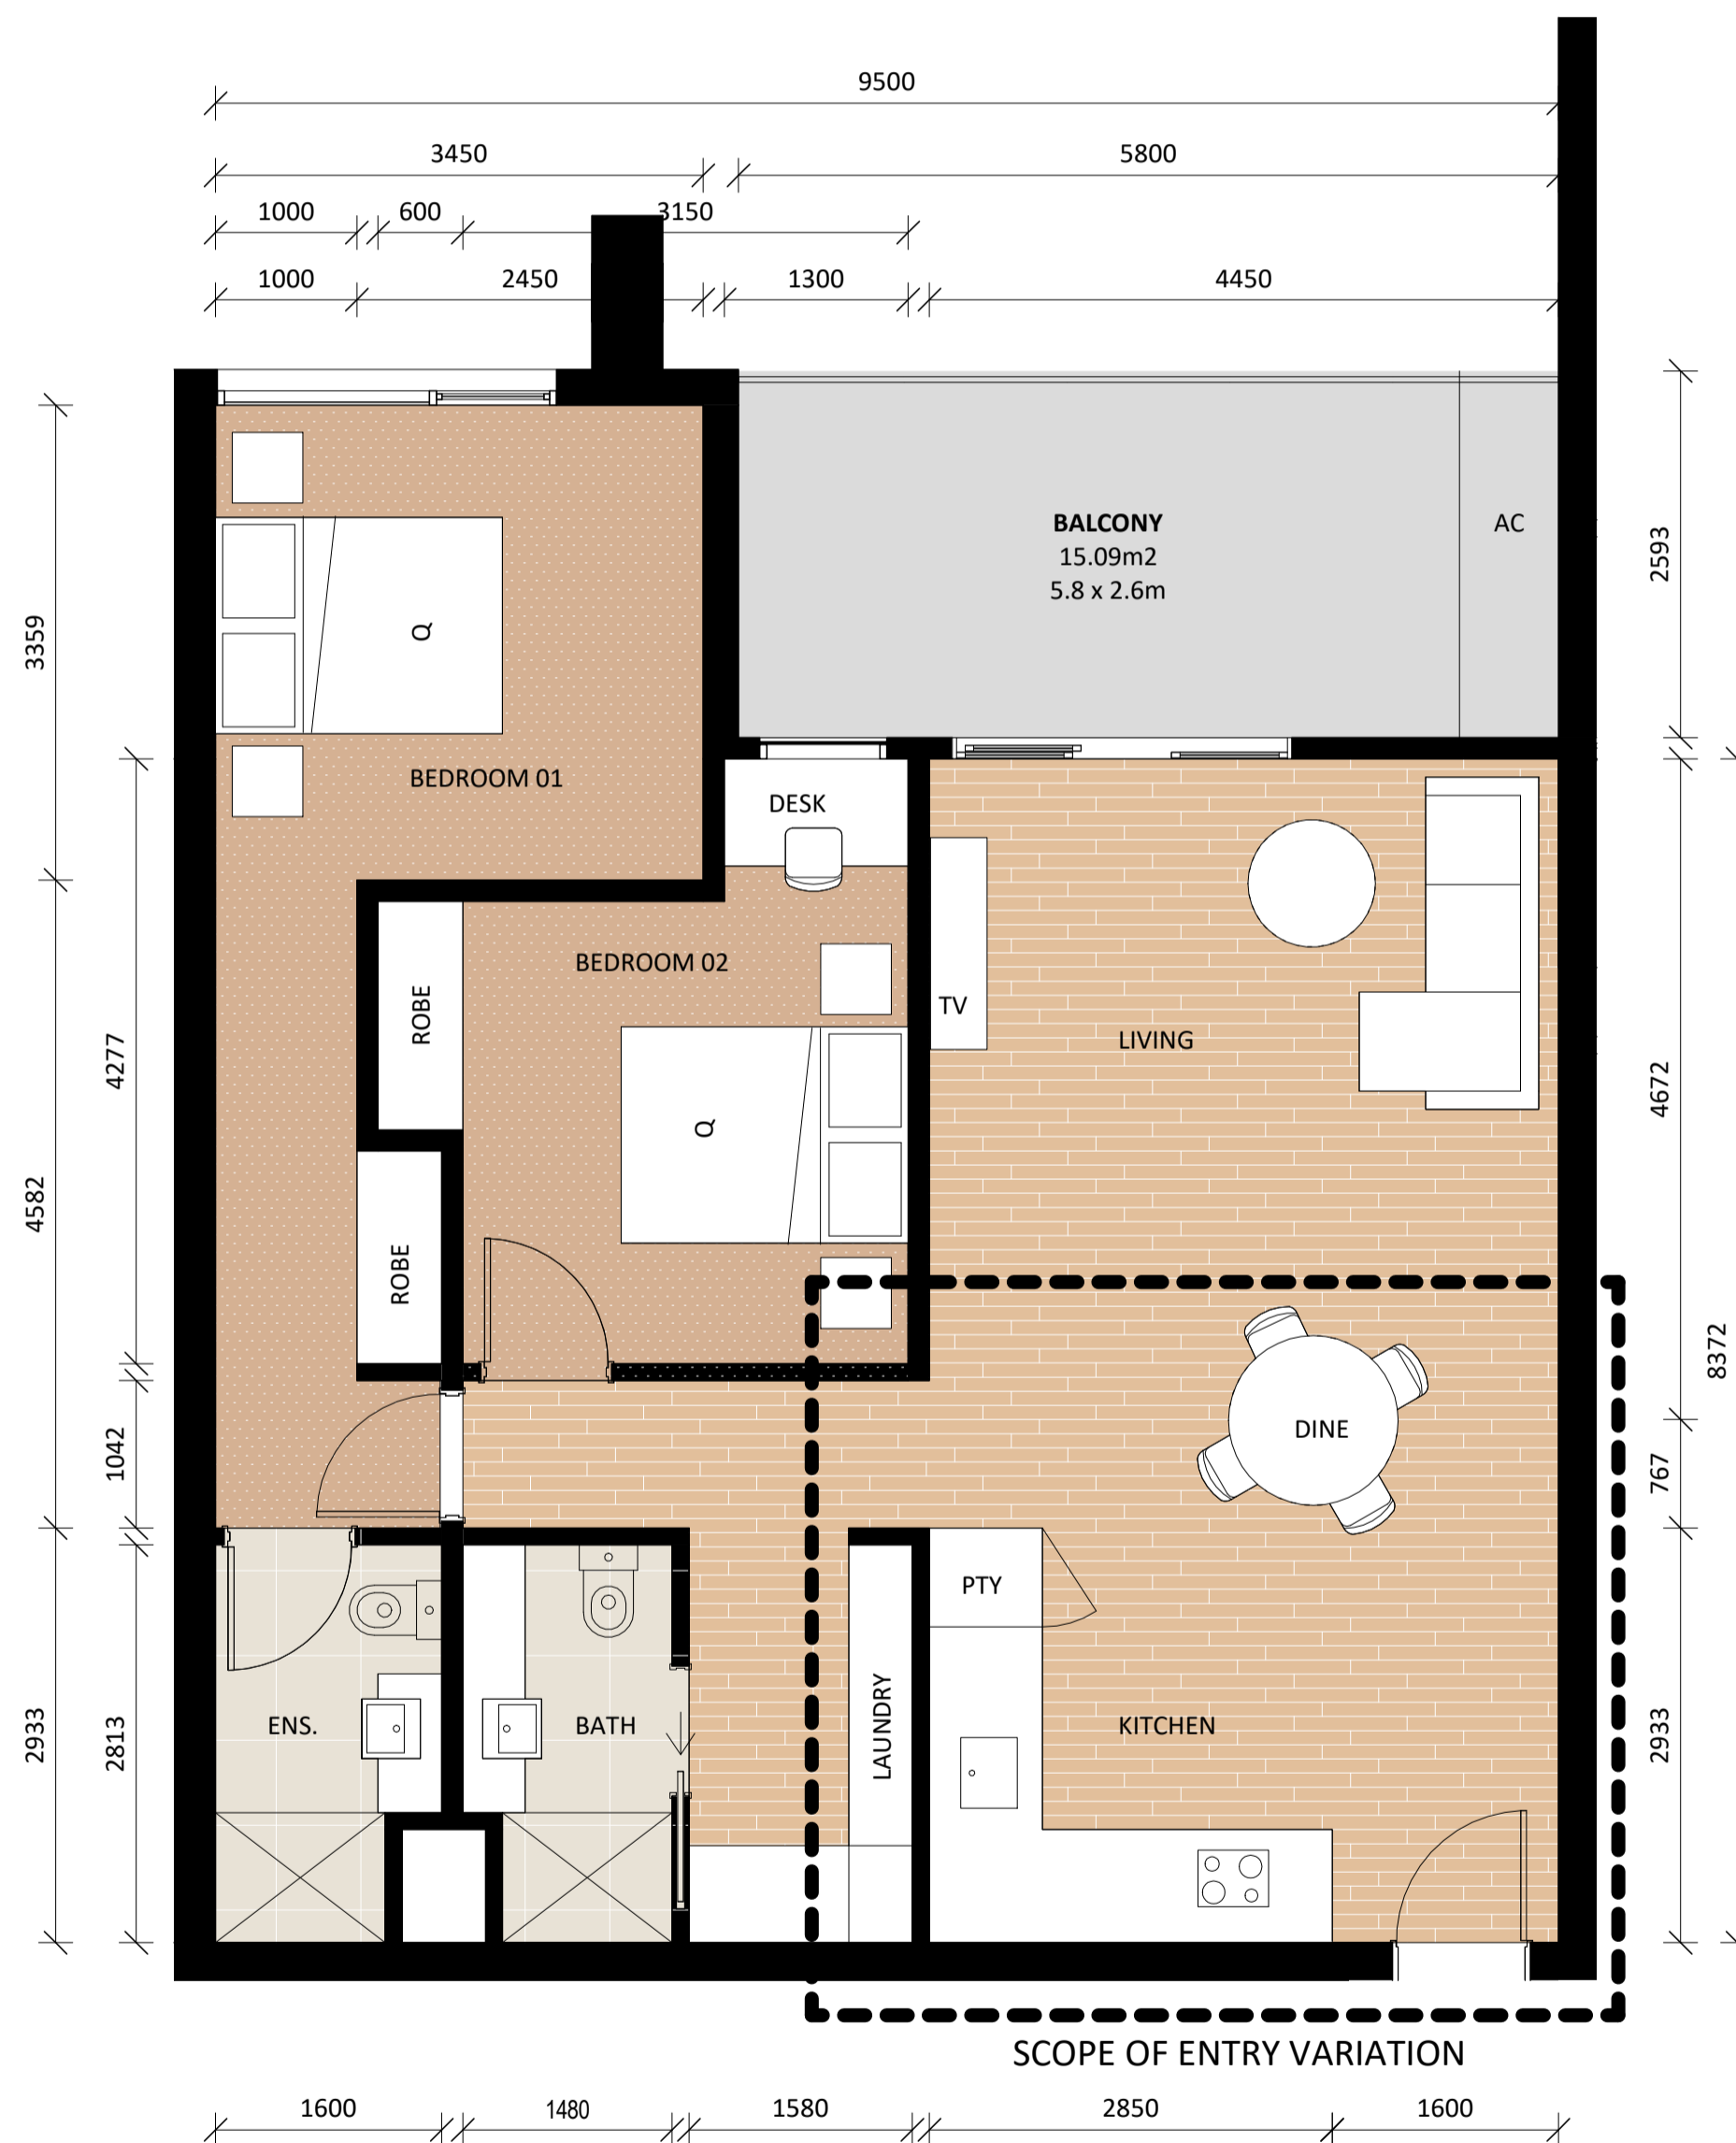 9500
3450
5800
1000
600
3150
1000
2450
1300
4450
BALCONY
15.09m2
5.8 x 2.6m
AC
2593
3359
Q
BEDROOM 01
DESK
BEDROOM 02
ROBE
TV
LIVING
4277
4672
Q
4582
ROBE
8372
DINE
1042
767
PTY
ENS.
BATH
LAUNDRY
KITCHEN
2933
2813
2933
SCOPE OF ENTRY VARIATION
1600
1480
1580
2850
1600